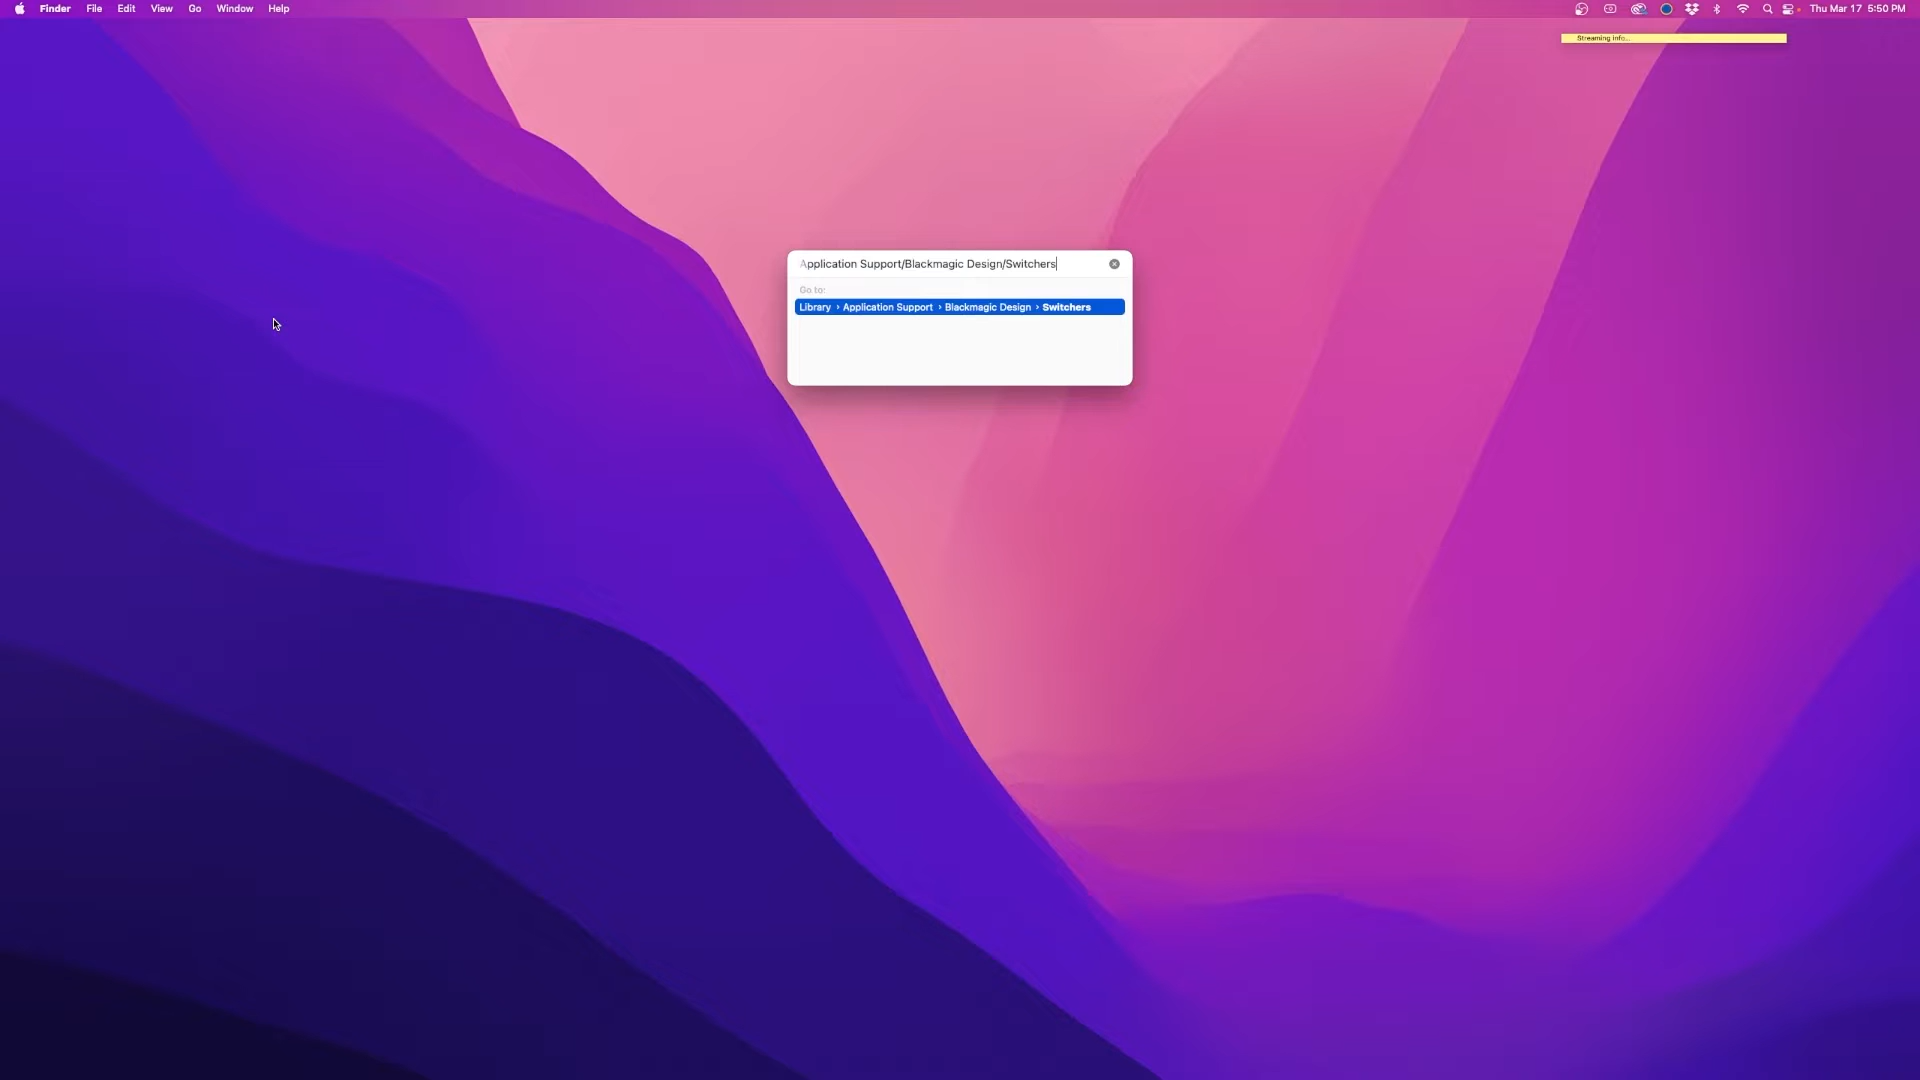 Finder File Edit View Go Window Help
Thu Mar 17 5:50 PM
Streaming info...
Application Support/Blackmagic Design/Switchers
Go to:
Library › Application Support › Blackmagic Design › Switchers